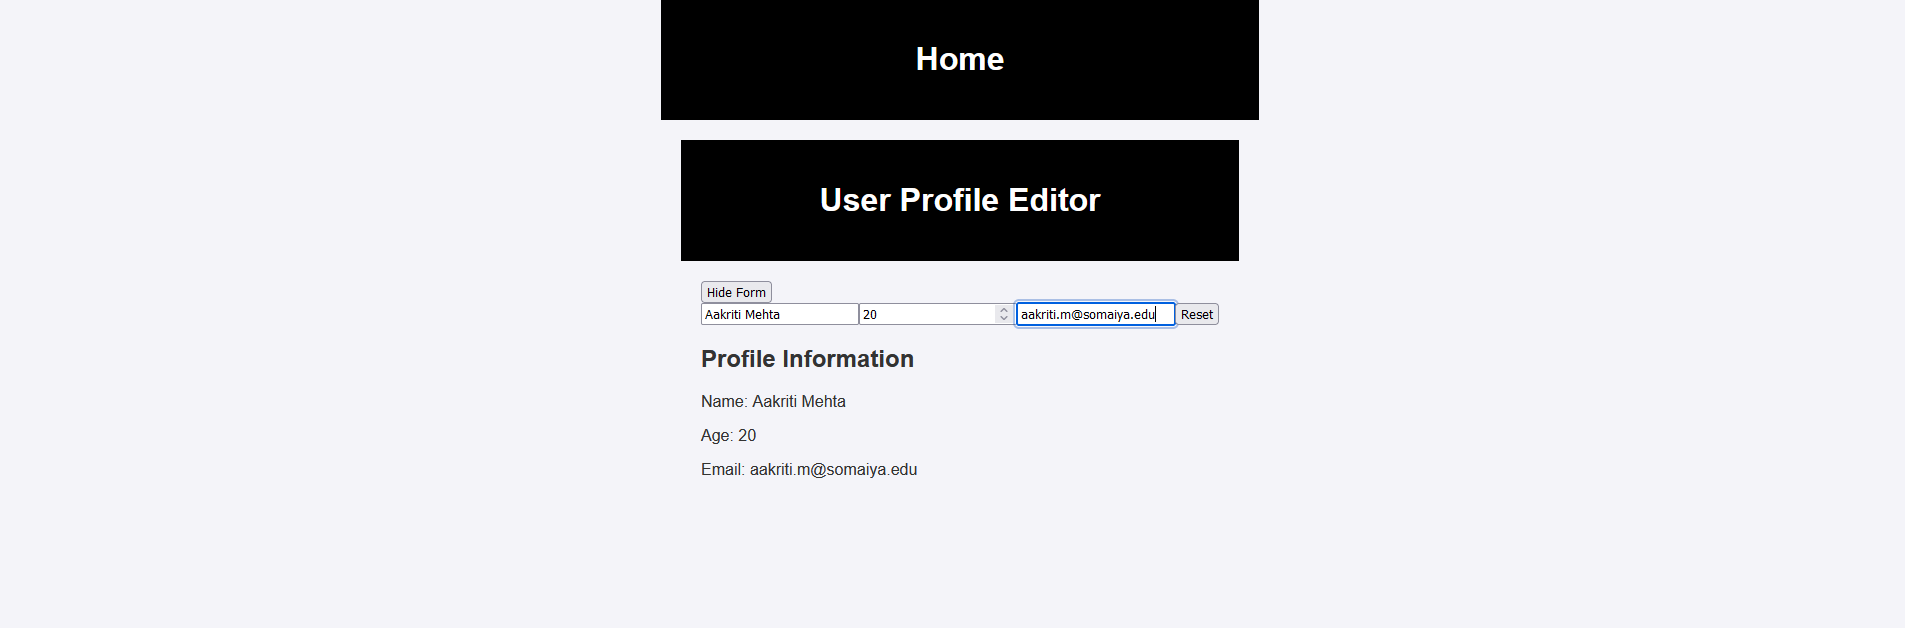 Home
User Profile Editor
Hide Form
Aakriti Mehta 20 aakriti.m@somaiya.edu Reset
Profile Information
Name: Aakriti Mehta
Age: 20
Email: aakriti.m@somaiya.edu